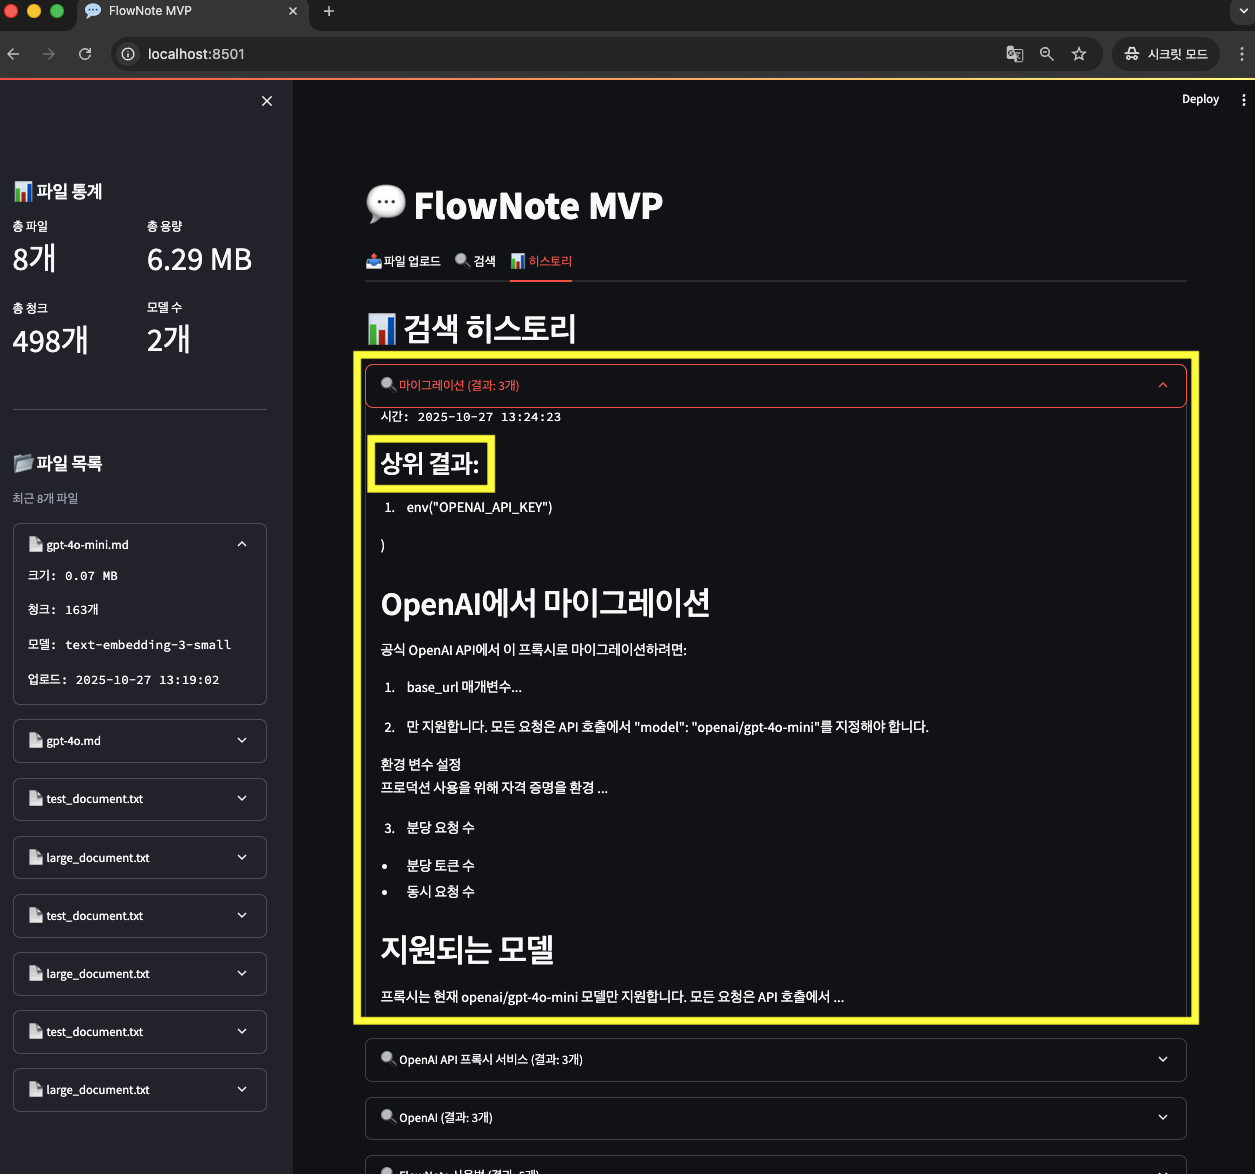 FlowNote MVP
localhost:8501
시크릿 모드
Deploy
파일 통계
총 파일
8개
총 용량
6.29 MB
총 청크
498개
모델 수
2개
파일 목록
최근 8개 파일
gpt-4o-mini.md
크기: 0.07 MB
청크: 163개
모델: text-embedding-3-small
업로드: 2025-10-27 13:19:02
gpt-4o.md
test_document.txt
large_document.txt
test_document.txt
large_document.txt
test_document.txt
large_document.txt
FlowNote MVP
파일 업로드 검색 히스토리
검색 히스토리
마이그레이션 (결과: 3개)
시간: 2025-10-27 13:24:23
상위 결과:
1. env("OPENAI_API_KEY")
)
OpenAI에서 마이그레이션
공식 OpenAI API에서 이 프록시로 마이그레이션하려면:
1. base_url 매개변수...
2. 만 지원합니다. 모든 요청은 API 호출에서 "model": "openai/gpt-4o-mini"를 지정해야 합니다.
환경 변수 설정
프로덕션 사용을 위해 자격 증명을 환경 ...
3. 분당 요청 수
• 분당 토큰 수
• 동시 요청 수
지원되는 모델
프록시는 현재 openai/gpt-4o-mini 모델만 지원합니다. 모든 요청은 API 호출에서 ...
OpenAI API 프록시 서비스 (결과: 3개)
OpenAI (결과: 3개)
FlowNote 사용법 (결과: 5개)